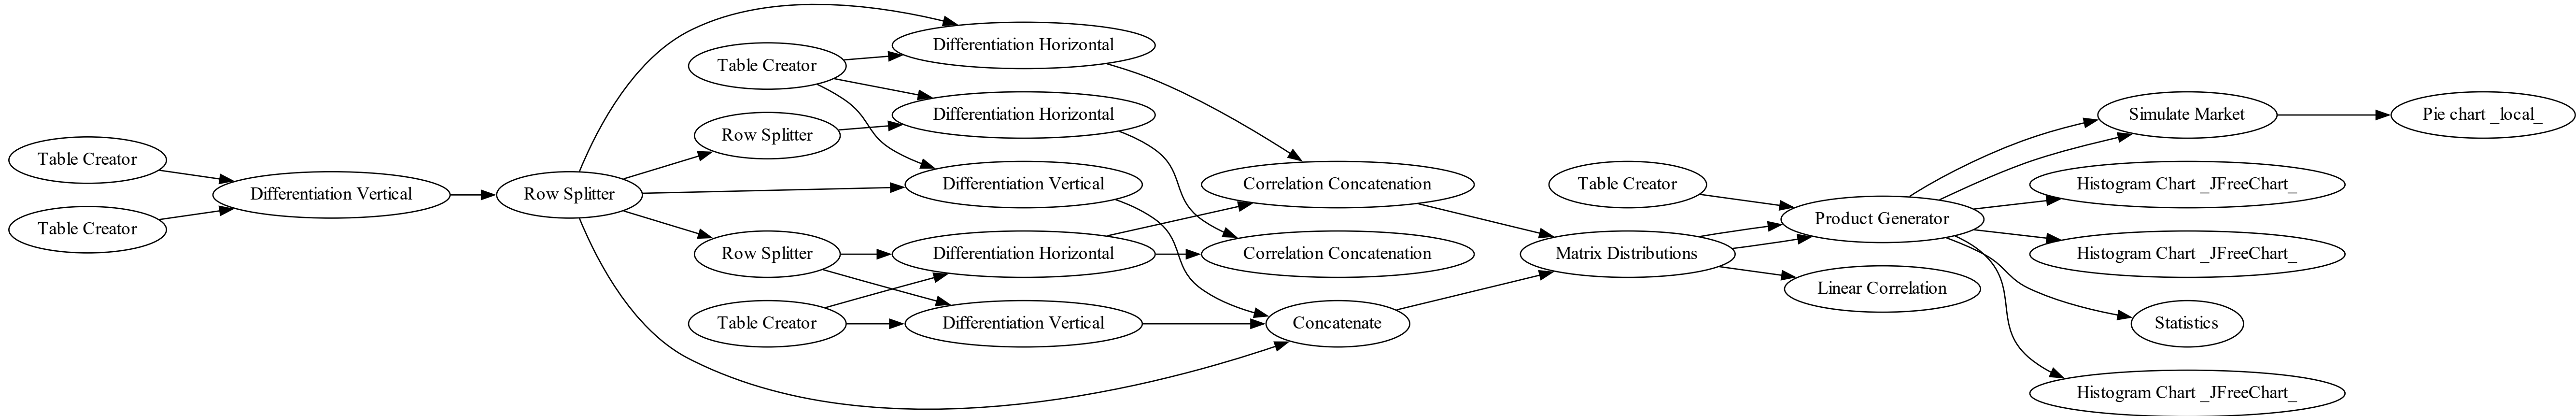 Table Creator
Table Creator
Differentiation Vertical
Row Splitter
Table Creator
Row Splitter
Row Splitter
Table Creator
Differentiation Horizontal
Differentiation Horizontal
Differentiation Vertical
Differentiation Horizontal
Differentiation Vertical
Correlation Concatenation
Correlation Concatenation
Concatenate
Table Creator
Matrix Distributions
Product Generator
Linear Correlation
Simulate Market
Histogram Chart _JFreeChart_
Histogram Chart _JFreeChart_
Statistics
Histogram Chart _JFreeChart_
Pie chart _local_